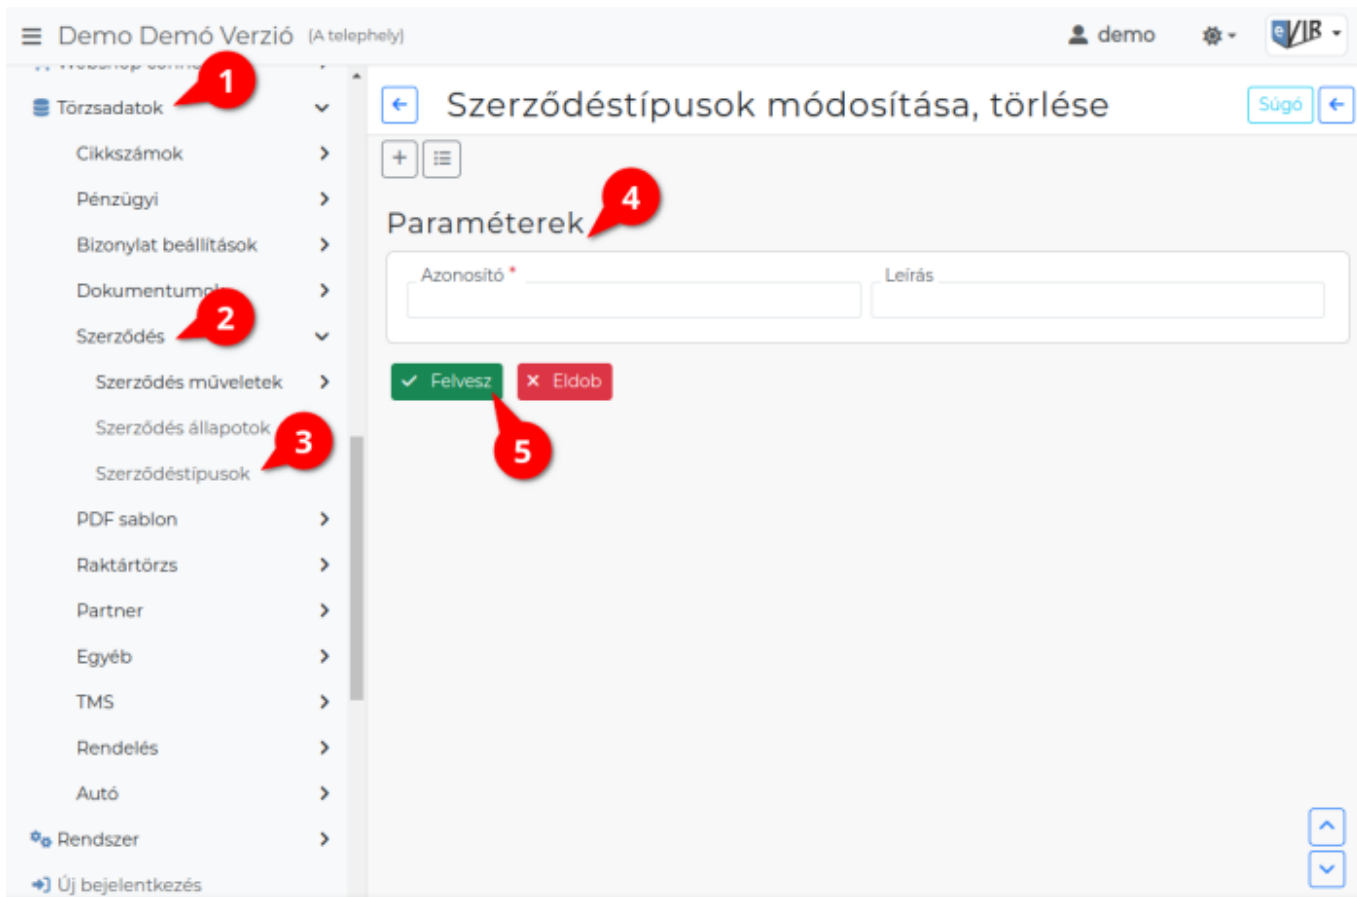 Demo Demó Verzió (A telephely)
demo
eVIR
1
Törzsadatok
Cikkszámok
Pénzügyi
Bizonylat beállítások
Szerződés
2
Szerződés műveletek
Szerződés állapotok
3
Szerződéstípusok
PDF sablon
Raktártörzs
Partner
Egyéb
TMS
Rendelés
Autó
Rendszer
Új bejelentkezés
Szerződéstípusok módosítása, törlése
Súgó
4
Paraméterek
Azonosító *
Leírás
Felvesz
Eldob
5